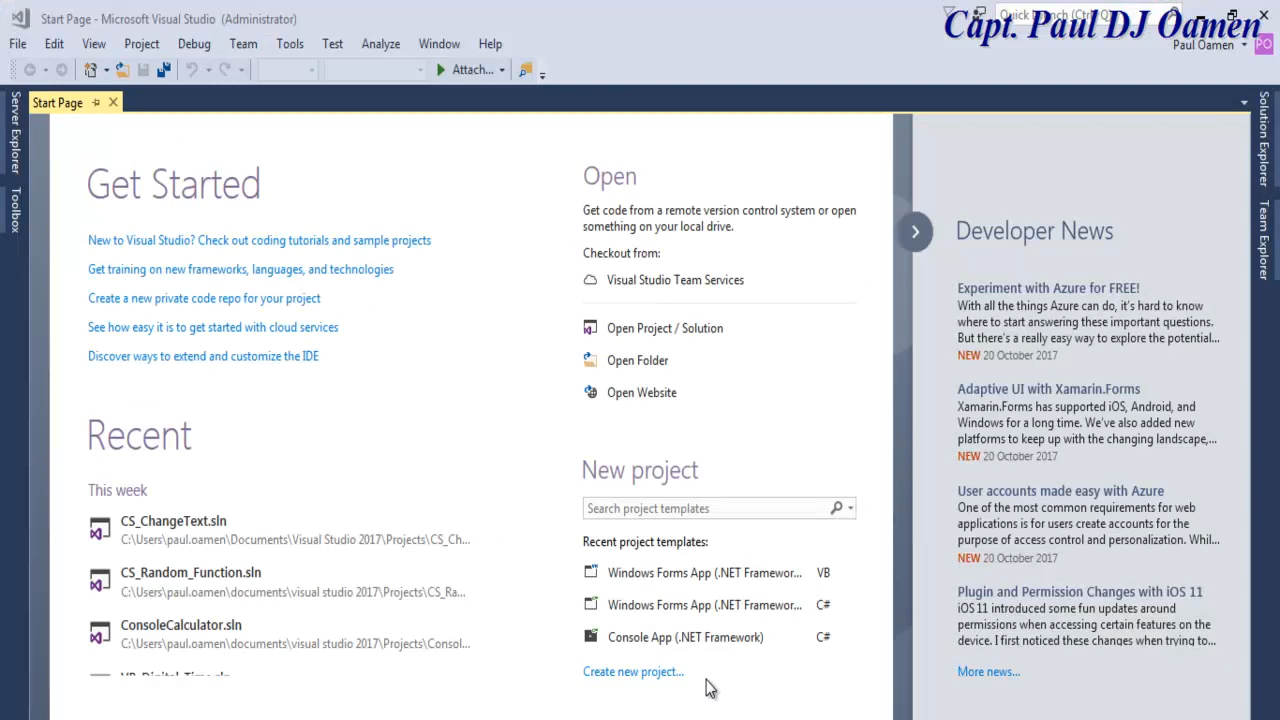 Start Page - Microsoft Visual Studio (Administrator)
Capt. Paul DJ Oamen
File Edit View Project Debug Team Tools Test Analyze Window Help
Paul Oamen PO
Attach...
Server Explorer
Toolbox
Start Page
Solution Explorer
Team Explorer
Get Started
New to Visual Studio? Check out coding tutorials and sample projects
Get training on new frameworks, languages, and technologies
Create a new private code repo for your project
See how easy it is to get started with cloud services
Discover ways to extend and customize the IDE
Recent
This week
CS_ChangeText.sln
C:\Users\paul.oamen\Documents\Visual Studio 2017\Projects\CS_Ch...
CS_Random_Function.sln
C:\Users\paul.oamen\documents\visual studio 2017\Projects\CS_Ra...
ConsoleCalculator.sln
C:\Users\paul.oamen\documents\visual studio 2017\Projects\Consol...
Open
Get code from a remote version control system or open
something on your local drive.
Checkout from:
Visual Studio Team Services
Open Project / Solution
Open Folder
Open Website
New project
Search project templates
Recent project templates:
Windows Forms App (.NET Framewor... VB
Windows Forms App (.NET Framewor... C#
Console App (.NET Framework) C#
Create new project...
Developer News
Experiment with Azure for FREE!
With all the things Azure can do, it's hard to know
where to start answering these important questions.
But there's a really easy way to explore the potential...
NEW 20 October 2017
Adaptive UI with Xamarin.Forms
Xamarin.Forms has supported iOS, Android, and
Windows for a long time. We've also added new
platforms to keep up with the changing landscape,...
NEW 20 October 2017
User accounts made easy with Azure
One of the most common requirements for web
applications is for users create accounts for the
purpose of access control and personalization. Whil...
NEW 20 October 2017
Plugin and Permission Changes with iOS 11
iOS 11 introduced some fun updates around
permissions when accessing certain features on the
device. I first noticed these changes when trying to...
More news...